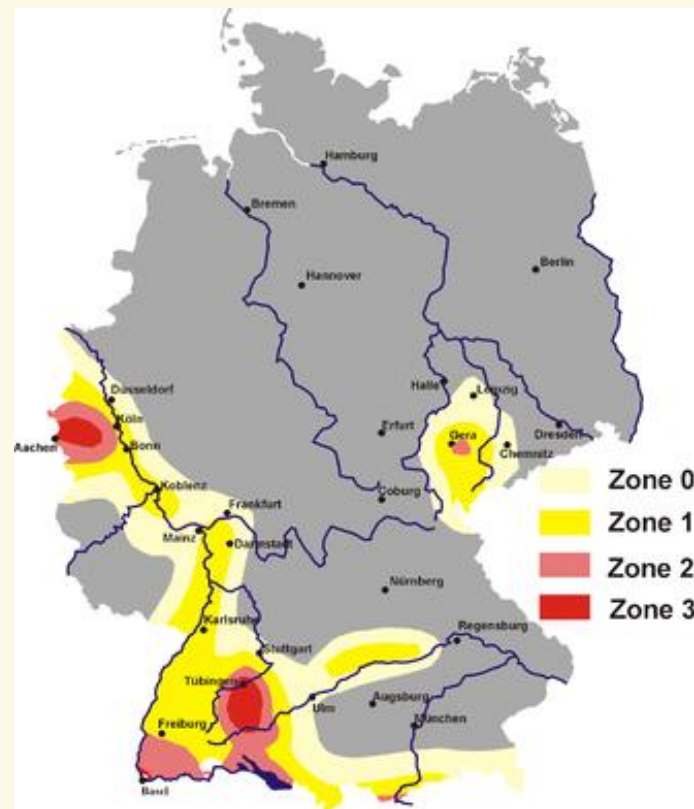 Hamburg
Bremen
Berlin
Hannover
Düsseldorf
Halle
Leipzig
Köln
Aachen
Bonn
Erfurt
Gera
Dresden
Chemnitz
Koblenz
Frankfurt
Coburg
Mainz
Darmstadt
Nürnberg
Karlsruhe
Regensburg
Stuttgart
Tübingen
Ulm
Augsburg
Freiburg
München
Basel
Zone 0
Zone 1
Zone 2
Zone 3